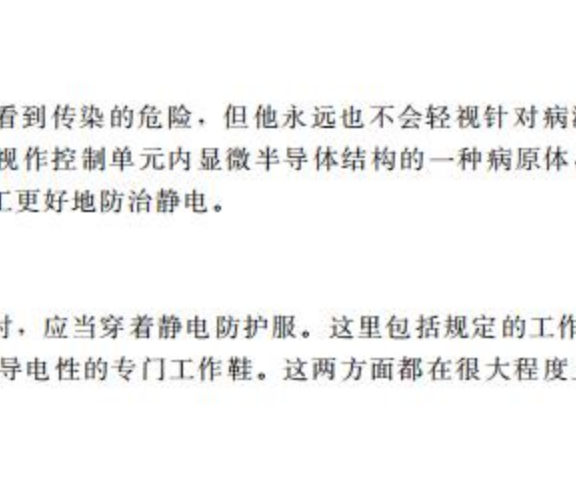 看到传染的危险，但他永远也不会轻视针对病
视作控制单元内显微半导体结构的一种病原体
工更好地防治静电。
时，应当穿着静电防护服。这里包括规定的工作
导电性的专门工作鞋。这两方面都在很大程度